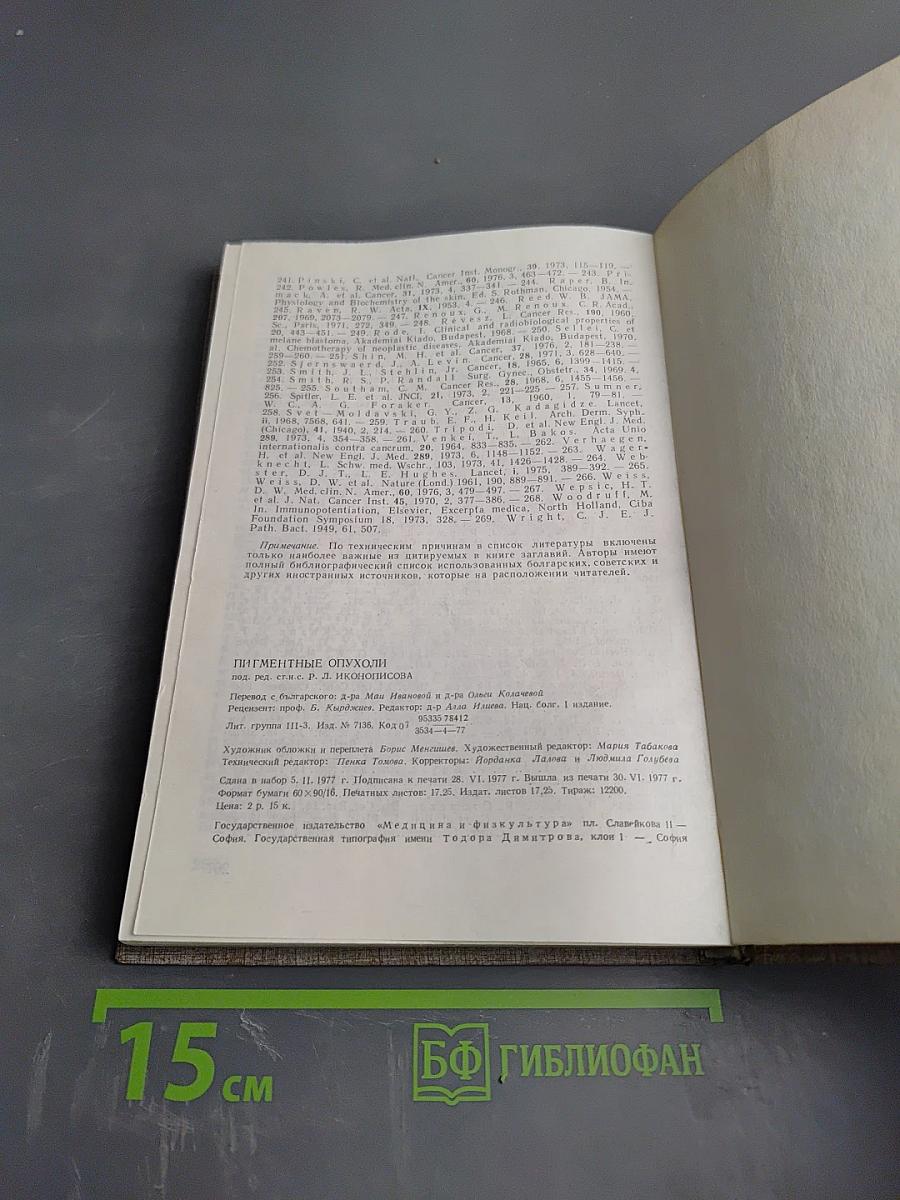 241. Pinski, C. et al. Natl. Cancer Inst. Monogr., 39, 1973, 115—119. —
242. Powles, R. Med. clin. N. Amer., 60, 1976, 3, 463—472. — 243. Pri-
mack, A. et al. Cancer, 31, 1973, 4, 337—341. — 244. Raper, B. In.
Physiology and Biochemistry of the skin, Ed. S. Rothman, Chicago, 1954. —
245. Raven, R. W. Acta, IX, 1953, 4. — 246. Reed, W. B. JAMA,
207, 1969, 2073—2079. — 247. Renoux, G., M. Renoux. C. R. Acad.,
Sc., Paris, 1971, 272, 349. — 248. Révész, L. Cancer Res., 190, 1960,
20, 443—451. — 249. Rode, I. Clinical and radiobiological properties of
melane blastoma, Akademiai Kiado, Budapest, 1968. — 250. Sellei, C. et
al. Chemotherapy of neoplastic diseases, Akademiai Kiado, Budapest, 1970,
259—260. — 251. Shin, M. H. et al. Cancer, 37, 1976, 2, 181—238. —
252. Sjernswaerd, J., A. Levin. Cancer, 28, 1971, 3, 628—640. —
253. Smith, J. L., Stehlin, Jr. Cancer, 18, 1965, 6, 1399—1415. —
254. Smith, R. S., P. Randall Surg. Gynec., Obstetr., 34, 1969, 4,
825. — 255. Southam, C. M. Cancer Res., 28, 1968, 6, 1455—1456. —
256. Spitler, L. E. et al. JNCI, 21, 1973, 2, 221—225 — 257. Sumner,
W. C., A. G. Foraker. Cancer, 13, 1960, 1, 79—81. —
258. Svet—Moldavski, G. Y., Z. G. Kadagidze. Lancet,
ii, 1968, 7568, 641. — 259. Traub, E. F., H. Keil. Arch. Derm. Syph.
(Chicago), 41, 1940, 2, 214. — 260. Tripodi, D. et al. New Engl. J. Med.
289, 1973, 4, 354—358. — 261. Venkei, T., L. Bakos. Acta Unio
internationalis contra cancrum, 20, 1964, 833—835. — 262. Verhaegen,
H. et al. New Engl. J. Med. 289, 1973, 6, 1148—1152. — 263. Wager-
knecht, L. Schw. med. Wschr., 103, 1973, 41, 1426—1428. — 264. Web-
ster, D. J. T., L. E. Hughes. Lancet, i, 1975, 389—392. — 265.
Weiss, D. W. et al. Nature (Lond.) 1961, 190, 889—891. — 266. Weiss,
D. W. Med. clin. N. Amer., 60, 1976, 3, 479—497. — 267. Wepsic, H. T.
et al. J. Nat. Cancer Inst. 45, 1970, 2, 377—386. — 268. Woodruff, M.
In. Immunopotentiation, Elsevier, Excerpta medica, North Holland, Ciba
Foundation Symposium 18, 1973, 328. — 269. Wright, C. J. E. J.
Path. Bact. 1949, 61, 507.
Примечание. По техническим причинам в список литературы включены
только наиболее важные из цитируемых в книге заглавий. Авторы имеют
полный библиографический список использованных болгарских, советских и
других иностранных источников, которые на расположении читателей.
ПИГМЕНТНЫЕ ОПУХОЛИ
под. ред. ст.н.с. Р. Л. ИКОНОПИСОВА
Перевод с българского: д-ра Маи Ивановой и д-ра Ольги Колачевой
Рецеизент: проф. Б. Кырджиев. Редактор: д-р Алла Илиева. Нац. болг. I издание.
Лит. группа III-3. Изд. № 7136. Код 07 95335 78412
3534—4—77
Художник обложки и переплета Борис Менгишев. Художественный редактор: Мария Табакова
Технический редактор: Пенка Томова. Корректоры: Йорданка Лалова и Людмила Голубева
Сдана в набор 5. II. 1977 г. Подписана к печати 28. VI. 1977 г. Вышла из печати 30. VI. 1977 г.
Формат бумаги 60×90/16. Печатных листов: 17,25. Издат. листов 17,25. Тираж: 12200.
Цена: 2 р. 15 к.
Государственное издательство «Медицина и физкультура» пл. Славейкова 11 —
София. Государственная типография имени Тодора Димитрова, клон 1 — София
15 см
БФ ГИБЛИОФАН